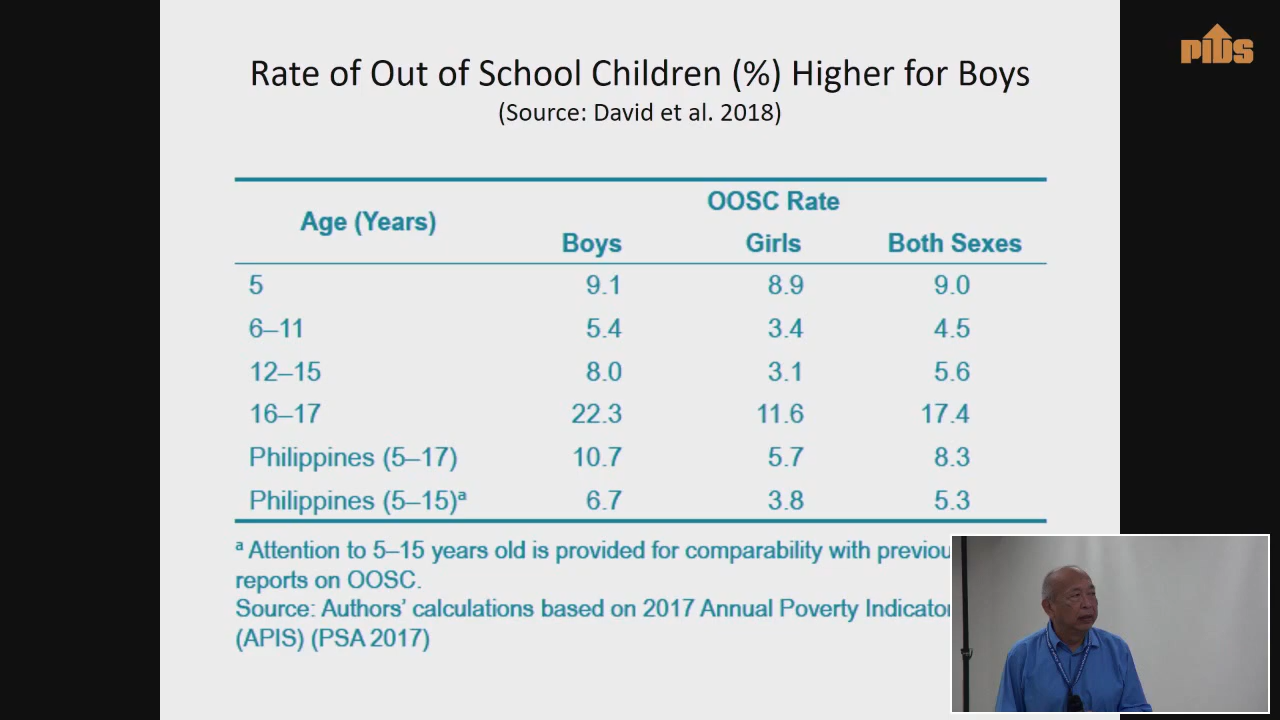 PIDS
Rate of Out of School Children (%) Higher for Boys
(Source: David et al. 2018)
Age (Years)
OOSC Rate
Boys Girls Both Sexes
5 9.1 8.9 9.0
6–11 5.4 3.4 4.5
12–15 8.0 3.1 5.6
16–17 22.3 11.6 17.4
Philippines (5–17) 10.7 5.7 8.3
Philippines (5–15)ᵃ 6.7 3.8 5.3
ᵃ Attention to 5–15 years old is provided for comparability with
reports on OOSC.
Source: Authors’ calculations based on 2017 Annual Poverty
(APIS) (PSA 2017)